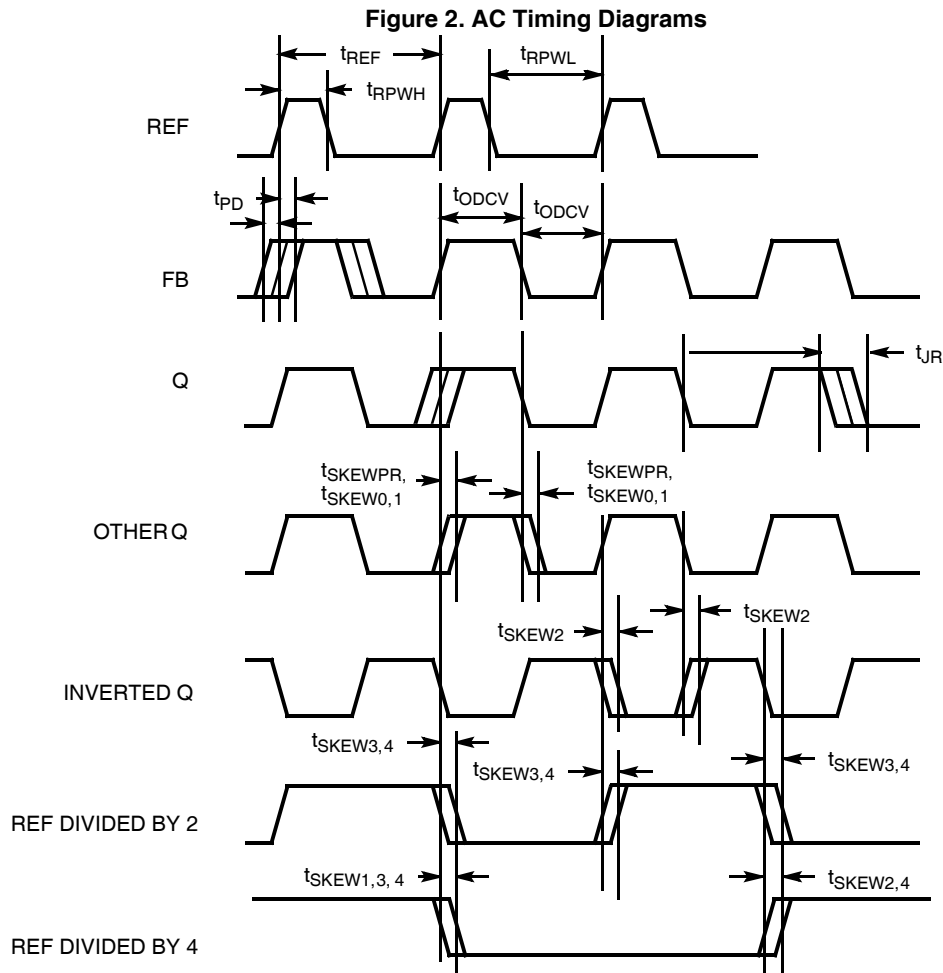 Figure 2. AC Timing Diagrams
tREF
tRPWL
tRPWH
REF
tODCV
tODCV
tPD
FB
tJR
Q
tSKEWPR,
tSKEW0,1
tSKEWPR,
tSKEW0,1
OTHER Q
tSKEW2
tSKEW2
INVERTED Q
tSKEW3,4
tSKEW3,4
tSKEW3,4
REF DIVIDED BY 2
tSKEW1,3, 4
tSKEW2,4
REF DIVIDED BY 4